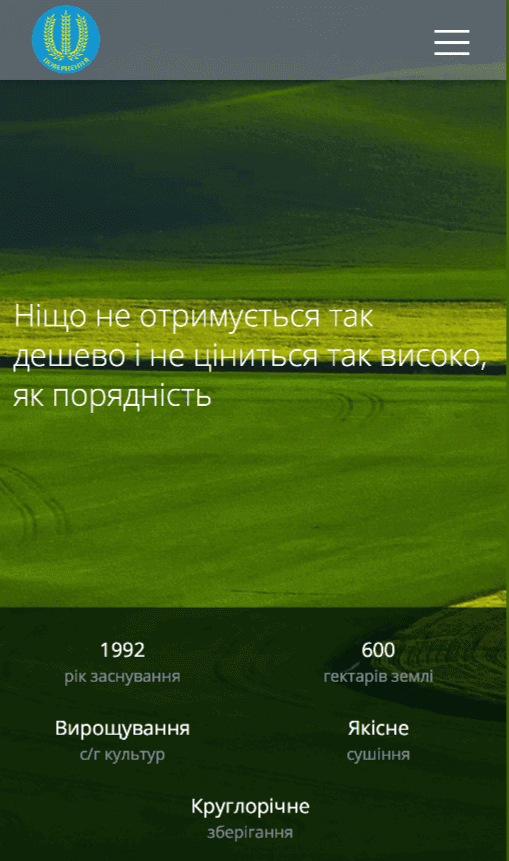 Ніщо не отримується так
дешево і не ціниться так високо,
як порядність
1992
рік заснування
600
гектарів землі
Вирощування
с/г культур
Якісне
сушіння
Круглорічне
зберігання